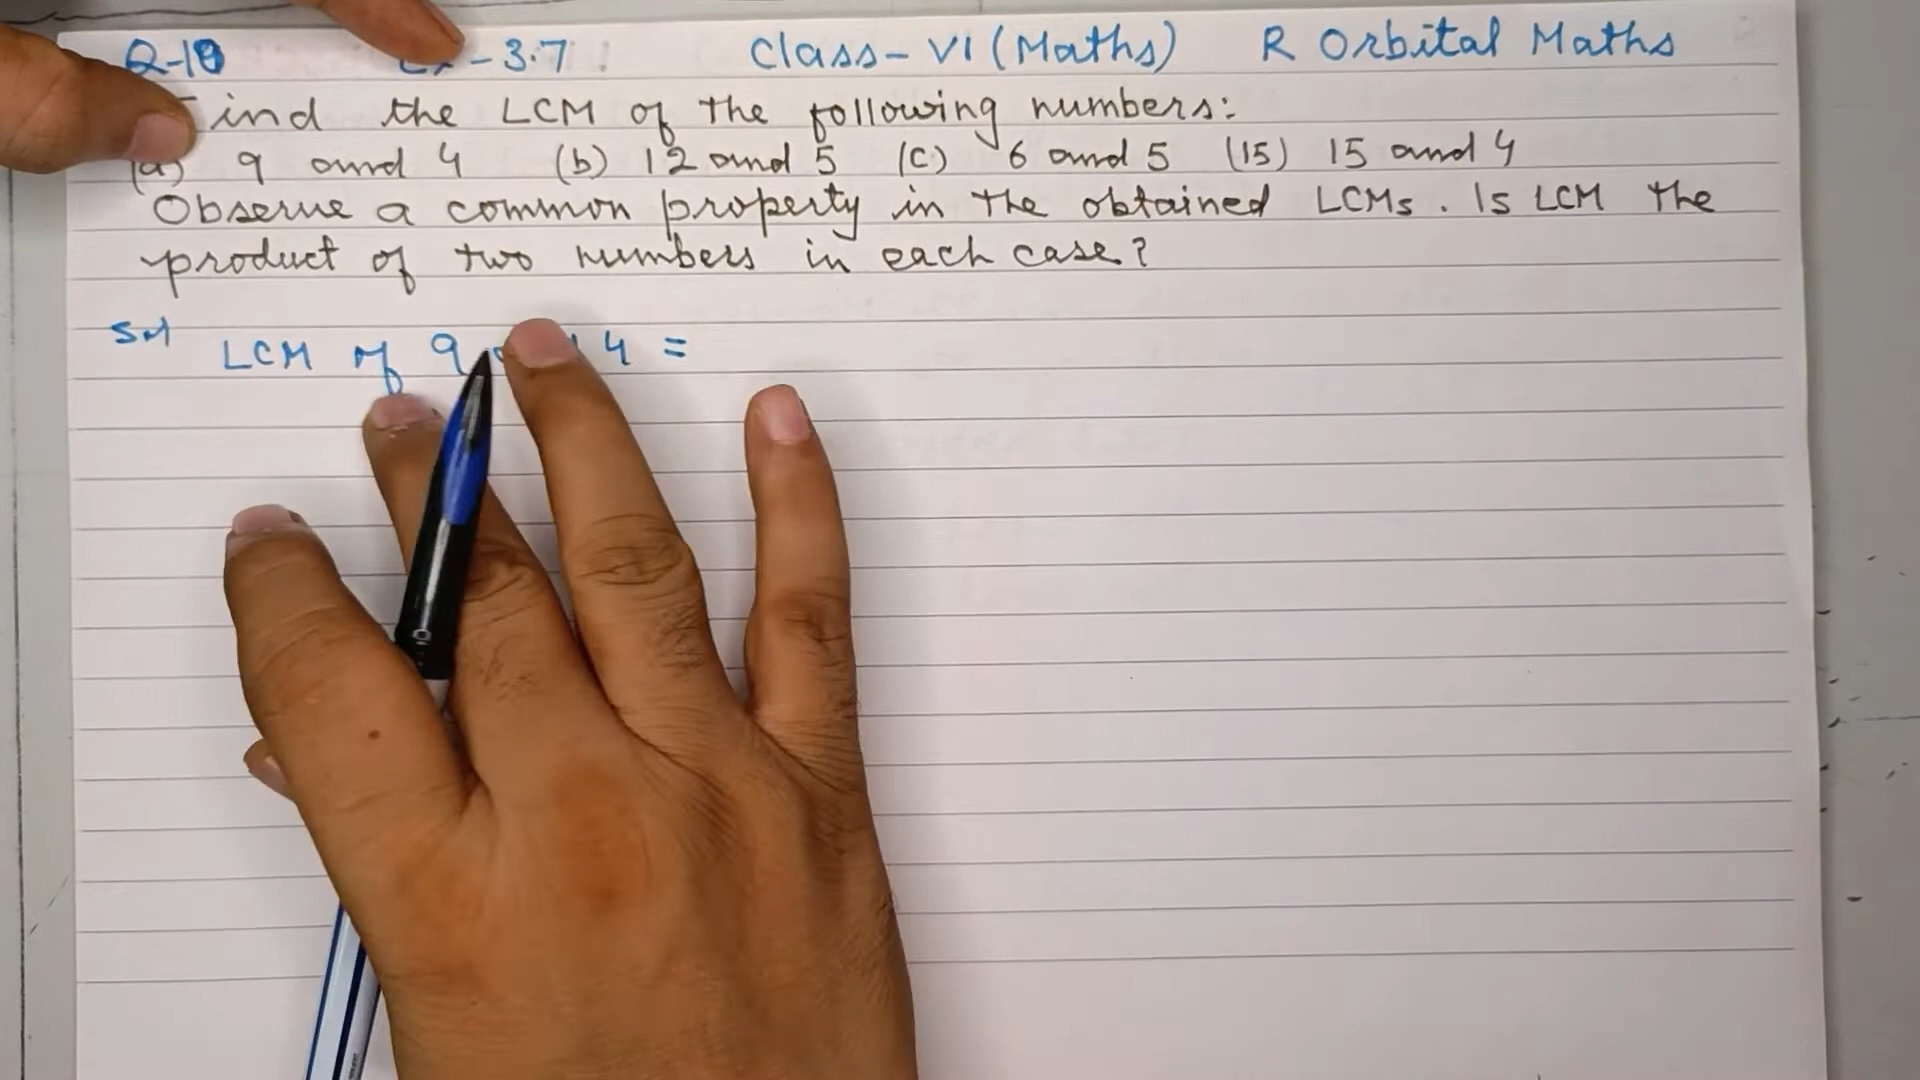 Q-10 Ex-3.7 Class-VI (Maths) R Orbital Maths
Find the LCM of the following numbers:
(a) 9 and 4 (b) 12 and 5 (c) 6 and 5 (15) 15 and 4
Observe a common property in the obtained LCMs. Is LCM the
product of two numbers in each case?
Sol LCM of 9 4 =